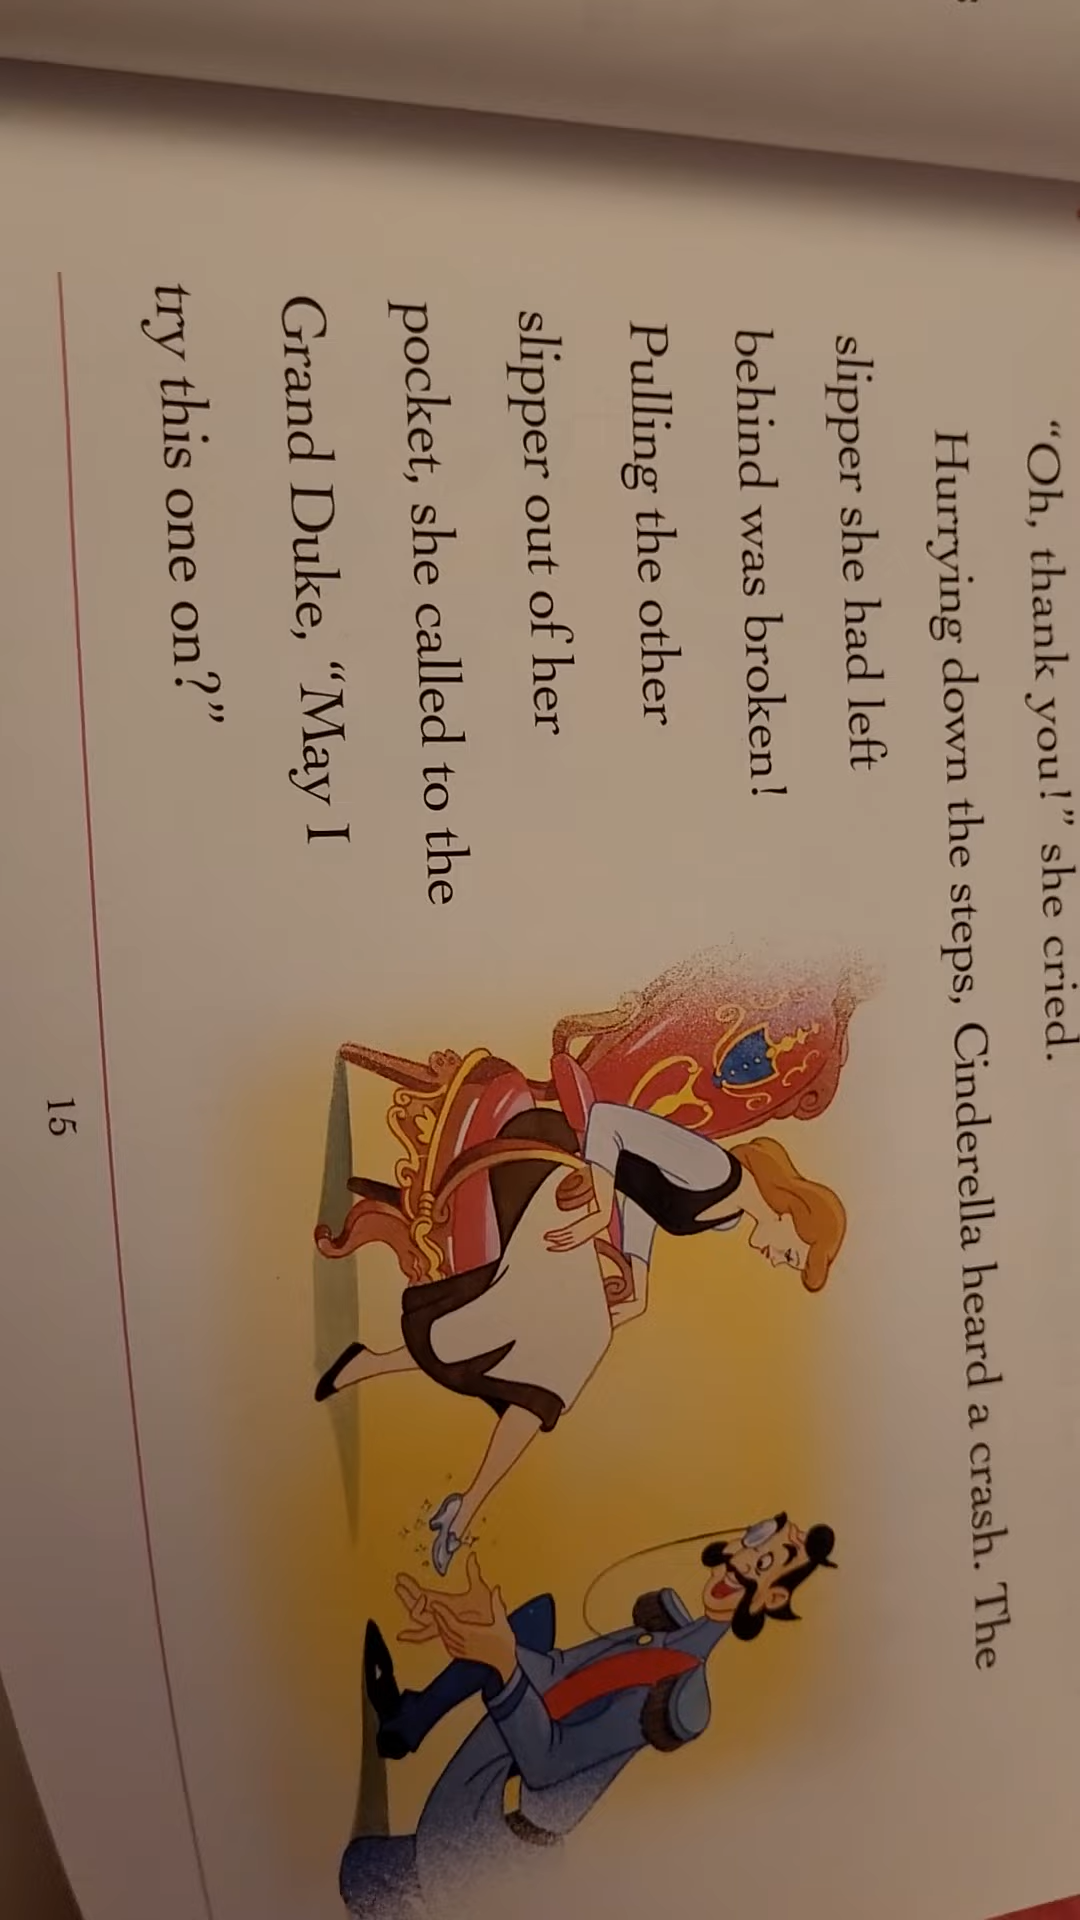 “Oh, thank you!” she cried.
Hurrying down the steps, Cinderella heard a crash. The
slipper she had left
behind was broken!
Pulling the other
slipper out of her
pocket, she called to the
Grand Duke, “May I
try this one on?”
15